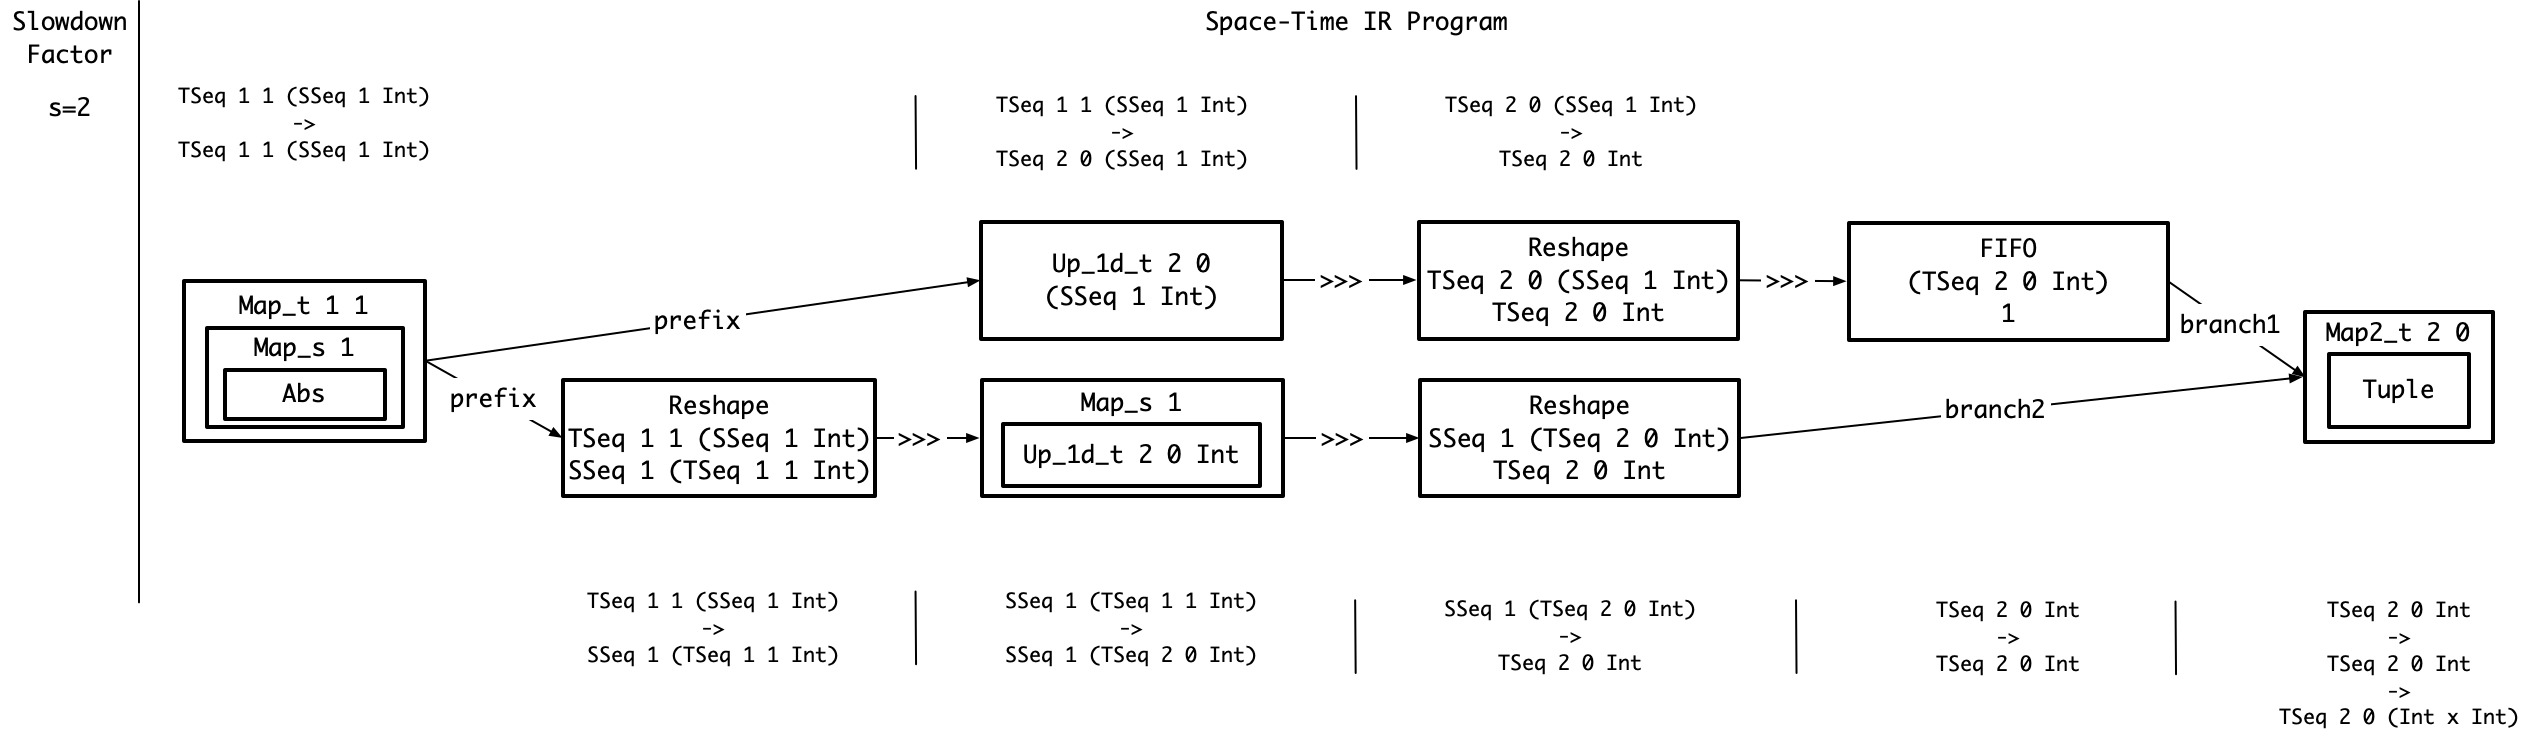 Slowdown
Factor
s=2
Space-Time IR Program
TSeq 1 1 (SSeq 1 Int)
->
TSeq 1 1 (SSeq 1 Int)
TSeq 1 1 (SSeq 1 Int)
->
TSeq 2 0 (SSeq 1 Int)
TSeq 2 0 (SSeq 1 Int)
->
TSeq 2 0 Int
Map_t 1 1
Map_s 1
Abs
prefix
Up_1d_t 2 0
(SSeq 1 Int)
>>>
Reshape
TSeq 2 0 (SSeq 1 Int)
TSeq 2 0 Int
>>>
FIFO
(TSeq 2 0 Int)
1
branch1
prefix
Reshape
TSeq 1 1 (SSeq 1 Int)
SSeq 1 (TSeq 1 1 Int)
>>>
Map_s 1
Up_1d_t 2 0 Int
>>>
Reshape
SSeq 1 (TSeq 2 0 Int)
TSeq 2 0 Int
branch2
Map2_t 2 0
Tuple
TSeq 1 1 (SSeq 1 Int)
->
SSeq 1 (TSeq 1 1 Int)
SSeq 1 (TSeq 1 1 Int)
->
SSeq 1 (TSeq 2 0 Int)
SSeq 1 (TSeq 2 0 Int)
->
TSeq 2 0 Int
TSeq 2 0 Int
->
TSeq 2 0 Int
TSeq 2 0 Int
->
TSeq 2 0 Int
->
TSeq 2 0 (Int x Int)